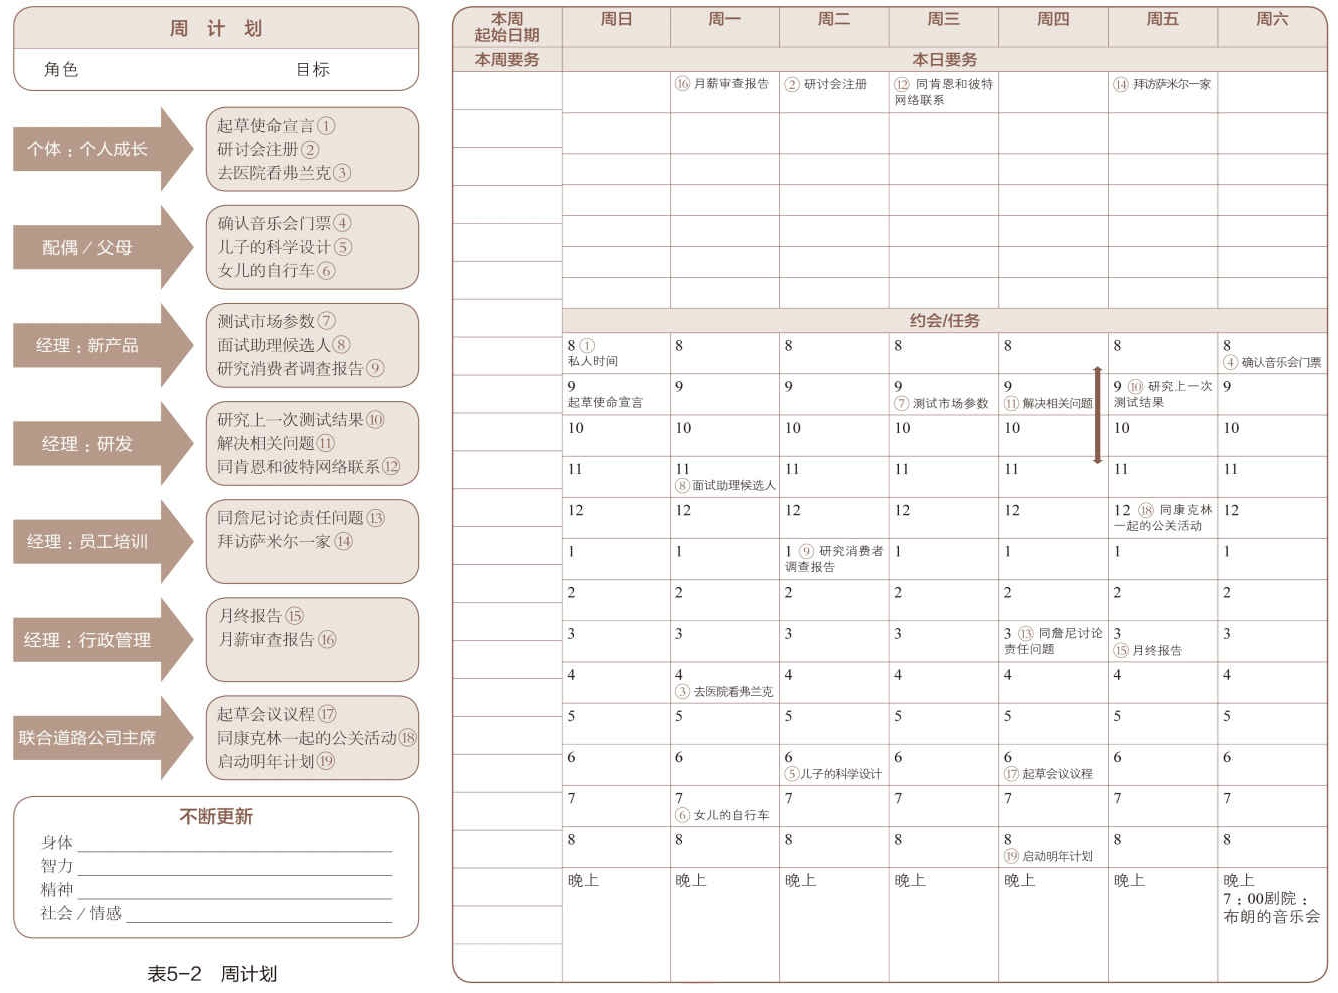 周 计 划
角色 目标
个体：个人成长
起草使命宣言①
研讨会注册②
去医院看弗兰克③
配偶／父母
确认音乐会门票④
儿子的科学设计⑤
女儿的自行车⑥
经理：新产品
测试市场参数⑦
面试助理候选人⑧
研究消费者调查报告⑨
经理：研发
研究上一次测试结果⑩
解决相关问题⑪
同肯恩和彼特网络联系⑫
经理：员工培训
同詹尼讨论责任问题⑬
拜访萨米尔一家⑭
经理：行政管理
月终报告⑮
月薪审查报告⑯
联合道路公司主席
起草会议议程⑰
同康克林一起的公关活动⑱
启动明年计划⑲
不断更新
身体
智力
精神
社会／情感
表5-2 周计划
本周
起始日期
周日 周一 周二 周三 周四 周五 周六
本周要务 本日要务
⑯ 月薪审查报告 ② 研讨会注册 ⑫ 同肯恩和彼特 ⑭ 拜访萨米尔一家
网络联系
约会/任务
8 ① 8 8 8 8 8 8
私人时间 ④ 确认音乐会门票
9 9 9 9 9 9 ⑩ 研究上一次 9
起草使命宣言 ⑦ 测试市场参数 ⑪ 解决相关问题 测试结果
10 10 10 10 10 10 10
11 11 11 11 11 11 11
⑧面试助理候选人
12 12 12 12 12 12 ⑱ 同康克林 12
一起的公关活动
1 1 1 ⑨ 研究消费者 1 1 1 1
调查报告
2 2 2 2 2 2 2
3 3 3 3 3 ⑬ 同詹尼讨论 3 3
责任问题 ⑮ 月终报告
4 4 4 4 4 4 4
③ 去医院看弗兰克
5 5 5 5 5 5 5
6 6 6 6 6 6 6
⑤儿子的科学设计 ⑰ 起草会议议程
7 7 7 7 7 7 7
⑥ 女儿的自行车
8 8 8 8 8 8 8
⑲ 启动明年计划
晚上 晚上 晚上 晚上 晚上 晚上 晚上
7：00剧院：
布朗的音乐会